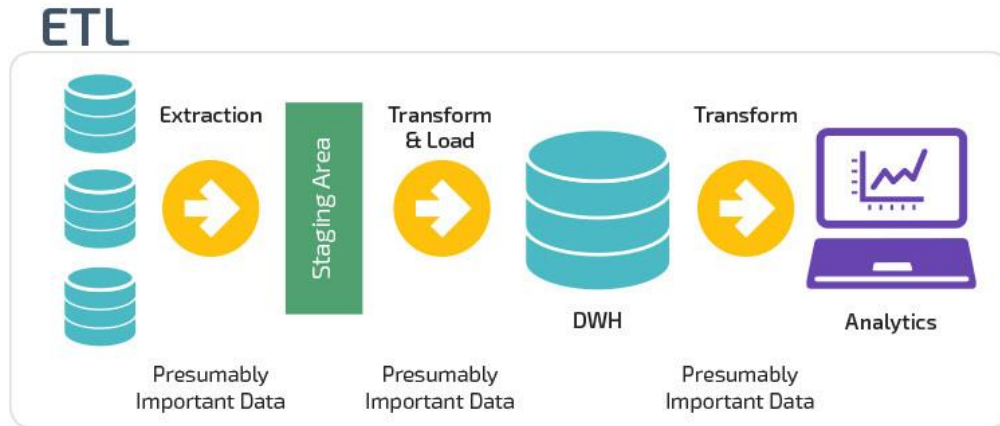 ETL
Extraction
Staging Area
Transform
& Load
Transform
DWH
Analytics
Presumably
Important Data
Presumably
Important Data
Presumably
Important Data